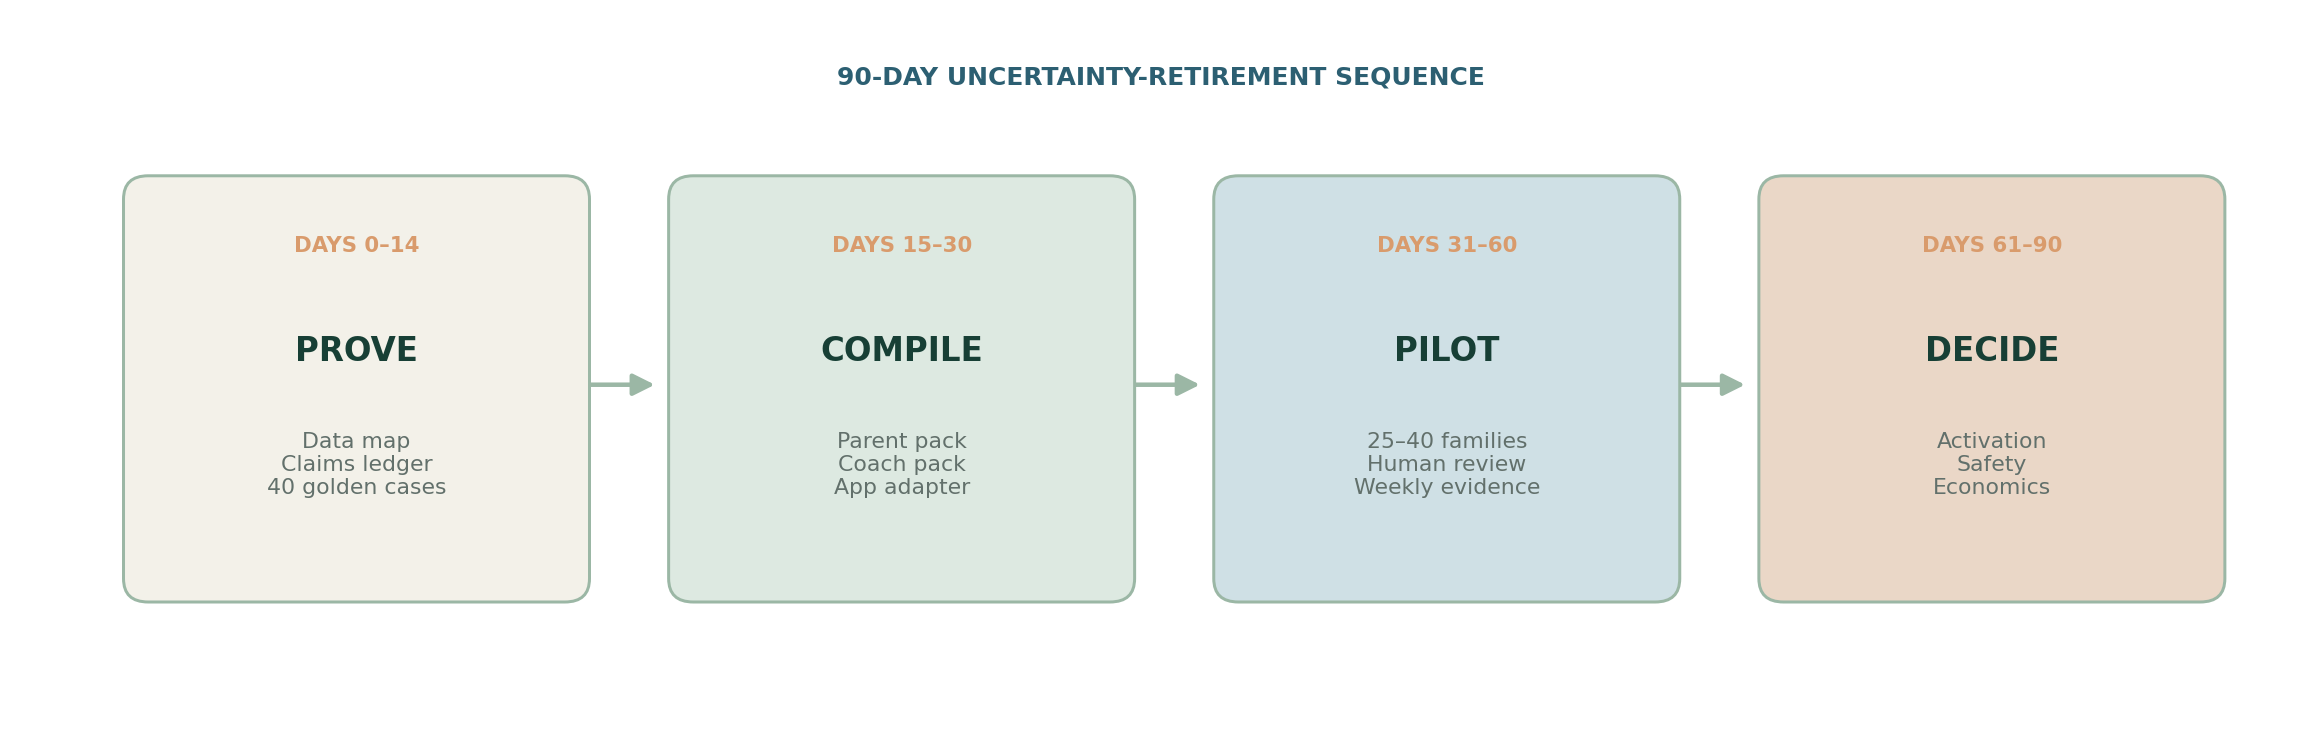 90-DAY UNCERTAINTY-RETIREMENT SEQUENCE
DAYS 0–14
PROVE
Data map
Claims ledger
40 golden cases
DAYS 15–30
COMPILE
Parent pack
Coach pack
App adapter
DAYS 31–60
PILOT
25–40 families
Human review
Weekly evidence
DAYS 61–90
DECIDE
Activation
Safety
Economics